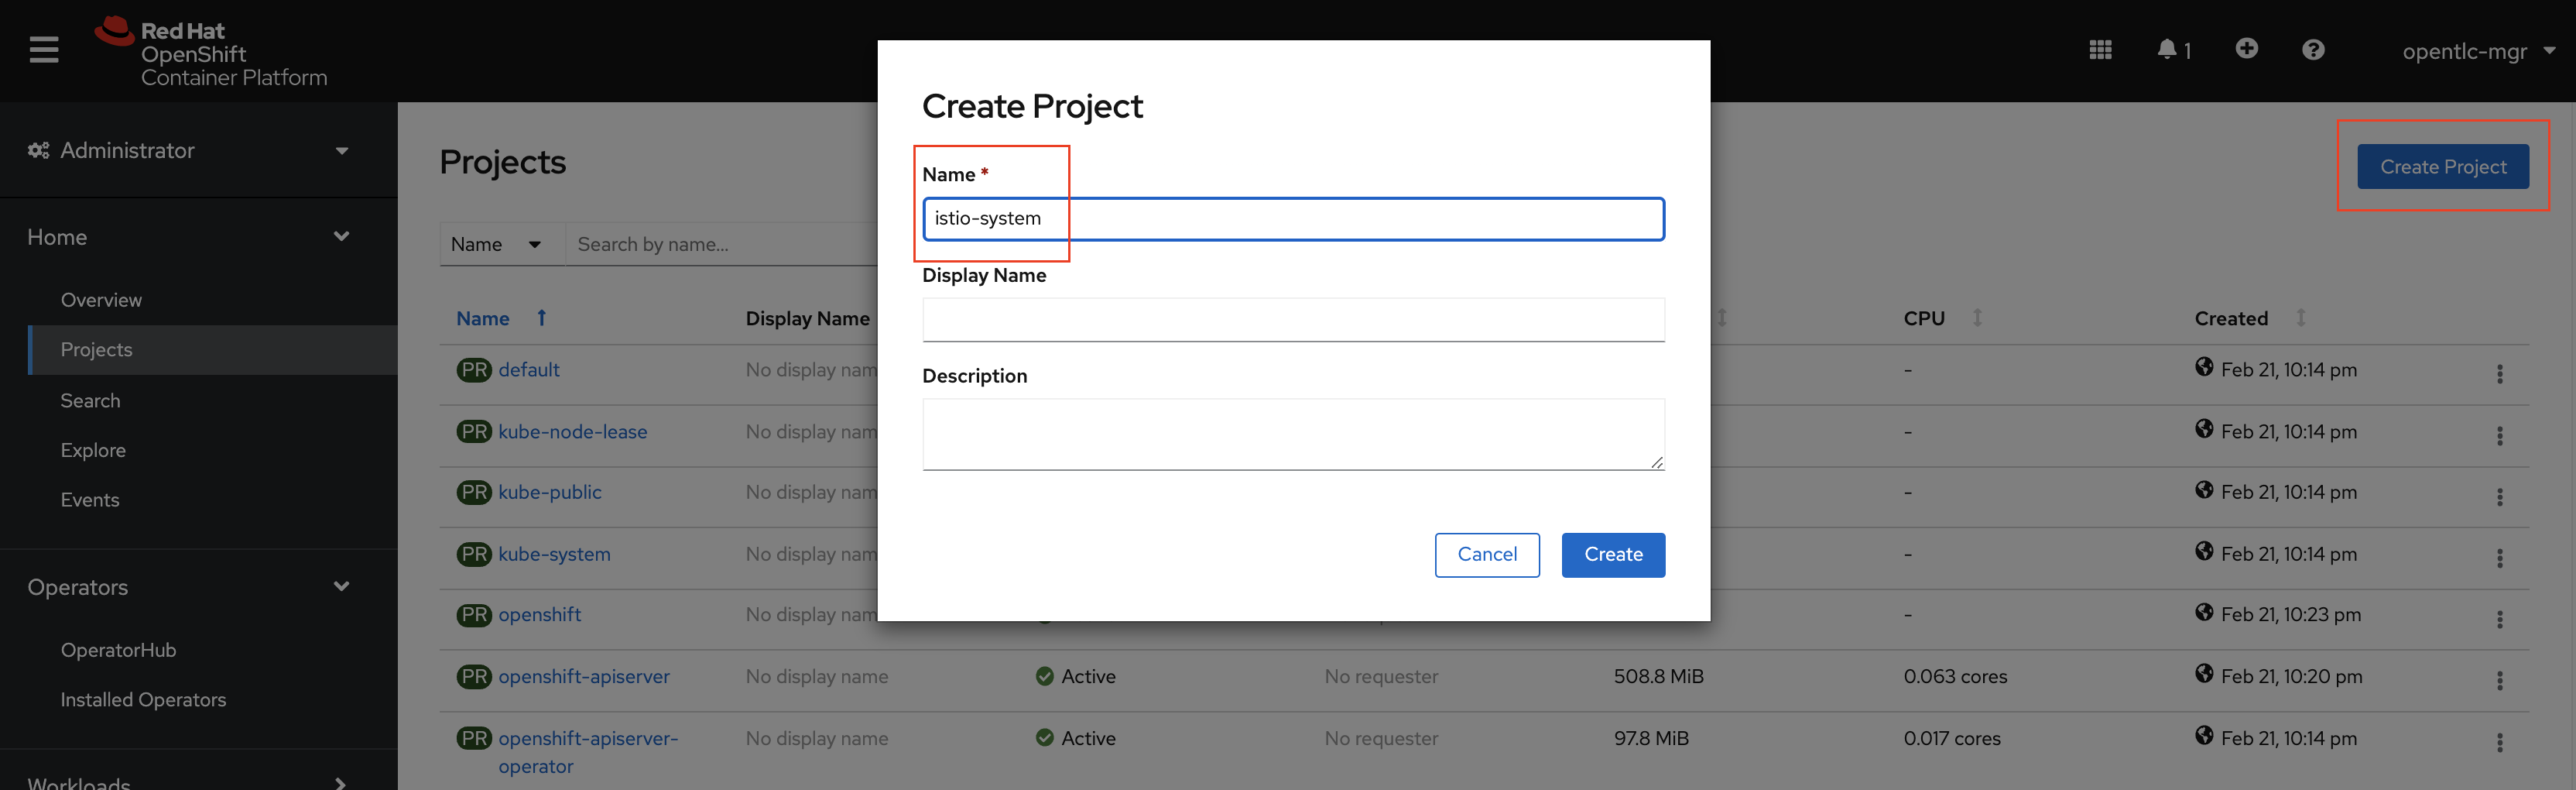 Red Hat
OpenShift
Container Platform
1
opentlc-mgr
Administrator
Home
Overview
Projects
Search
Explore
Events
Operators
OperatorHub
Installed Operators
Workloads
Projects
Create Project
Name Search by name...
Name Display Name CPU Created
PR default No display nam - Feb 21, 10:14 pm
PR kube-node-lease No display nam - Feb 21, 10:14 pm
PR kube-public No display nam - Feb 21, 10:14 pm
PR kube-system No display nam - Feb 21, 10:14 pm
PR openshift No display nam - Feb 21, 10:23 pm
PR openshift-apiserver No display name Active No requester 508.8 MiB 0.063 cores Feb 21, 10:20 pm
PR openshift-apiserver- No display name Active No requester 97.8 MiB 0.017 cores Feb 21, 10:14 pm
operator
Create Project
Name *
istio-system
Display Name
Description
Cancel Create